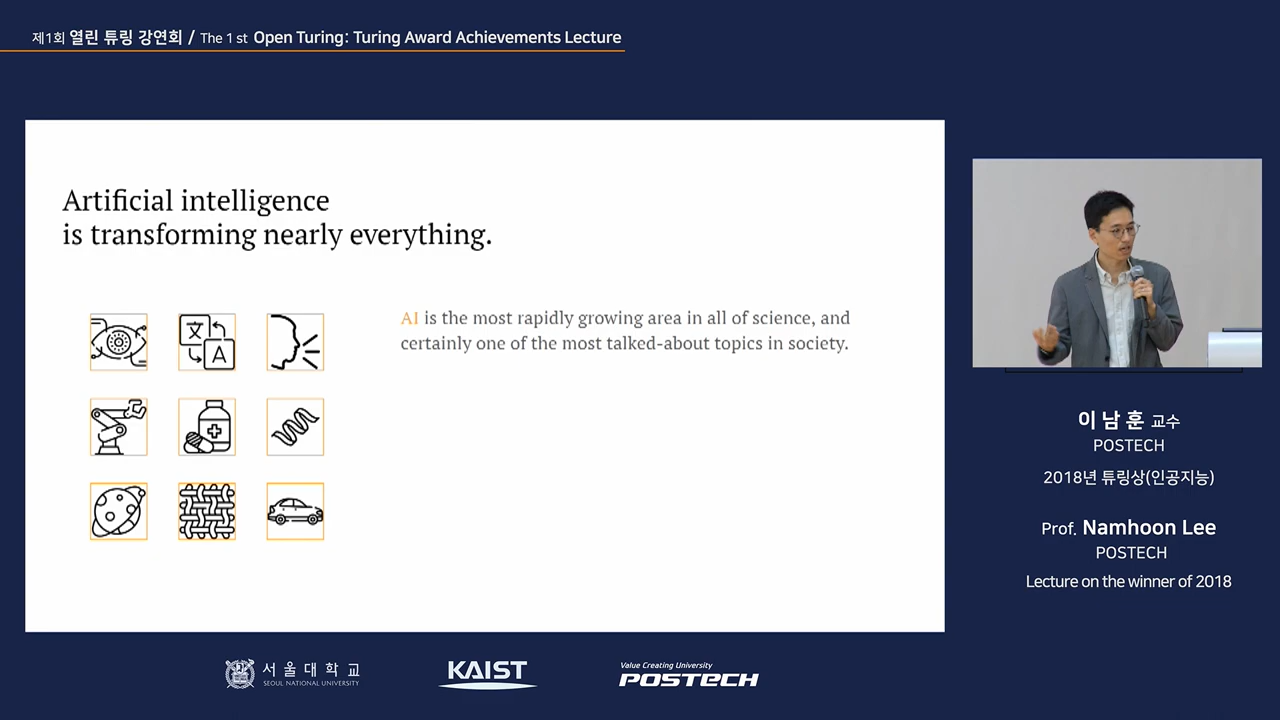 제1회 열린 튜링 강연회 / The 1 st Open Turing: Turing Award Achievements Lecture
Artificial intelligence
is transforming nearly everything.
文
A
AI is the most rapidly growing area in all of science, and
certainly one of the most talked-about topics in society.
이 남 훈 교수
POSTECH
2018년 튜링상(인공지능)
Prof. Namhoon Lee
POSTECH
Lecture on the winner of 2018
서울대학교
SEOUL NATIONAL UNIVERSITY
KAIST
Value Creating University
POSTECH